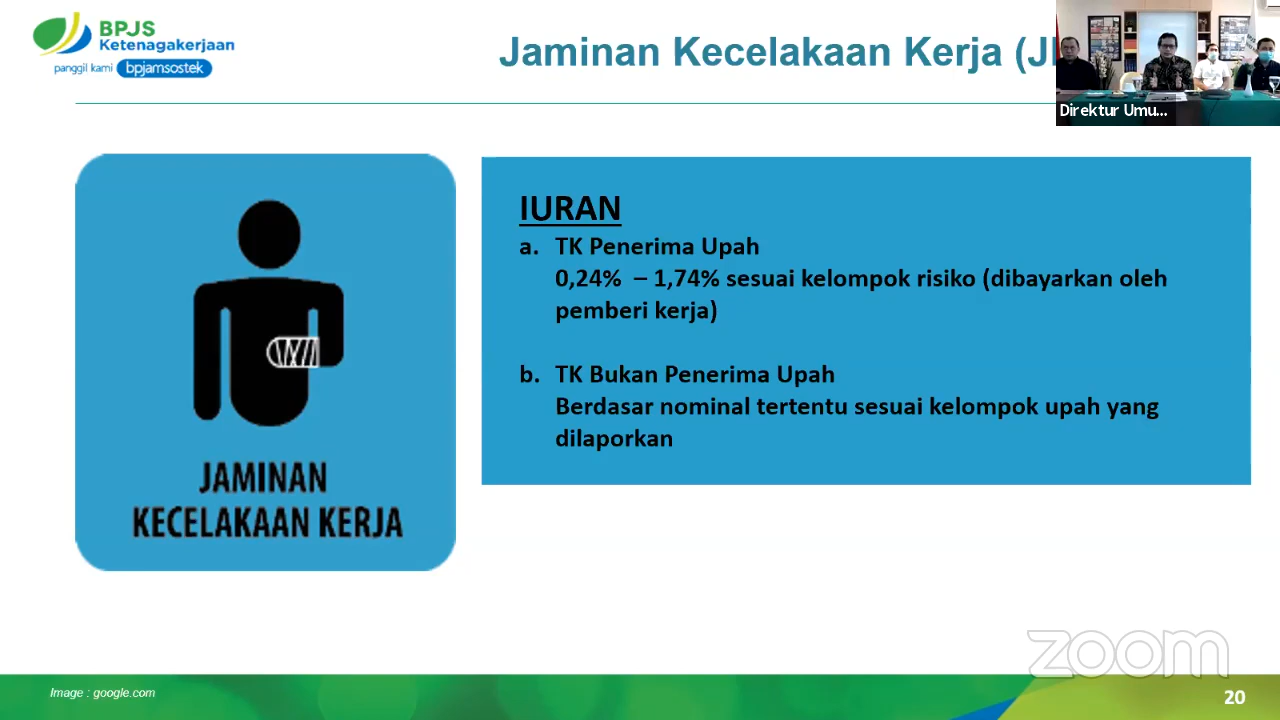 BPJS
Ketenagakerjaan
panggil kami bpjamsostek
Jaminan Kecelakaan Kerja (J
Direktur Umu...
IURAN
a. TK Penerima Upah
0,24% – 1,74% sesuai kelompok risiko (dibayarkan oleh
pemberi kerja)
b. TK Bukan Penerima Upah
Berdasar nominal tertentu sesuai kelompok upah yang
dilaporkan
JAMINAN
KECELAKAAN KERJA
zoom
Image : google.com
20